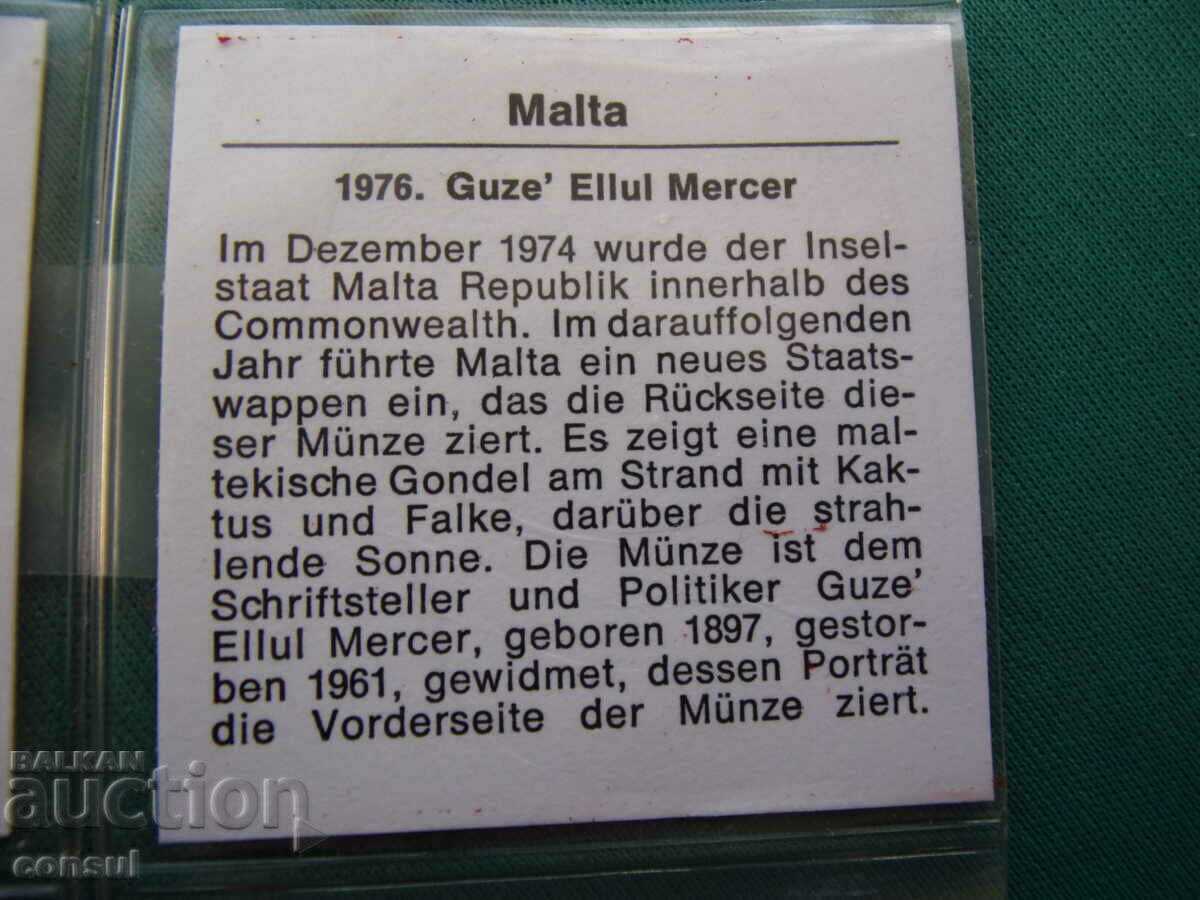 Malta
1976. Guze' Ellul Mercer
Im Dezember 1974 wurde der Insel-
staat Malta Republik innerhalb des
Commonwealth. Im darauffolgenden
Jahr führte Malta ein neues Staats-
wappen ein, das die Rückseite die-
ser Münze ziert. Es zeigt eine mal-
tekische Gondel am Strand mit Kak-
tus und Falke, darüber die strah-
lende Sonne. Die Münze ist dem
Schriftsteller und Politiker Guze'
Ellul Mercer, geboren 1897, gestor-
ben 1961, gewidmet, dessen Porträt
die Vorderseite der Münze ziert.
BALKAN
auction
consul